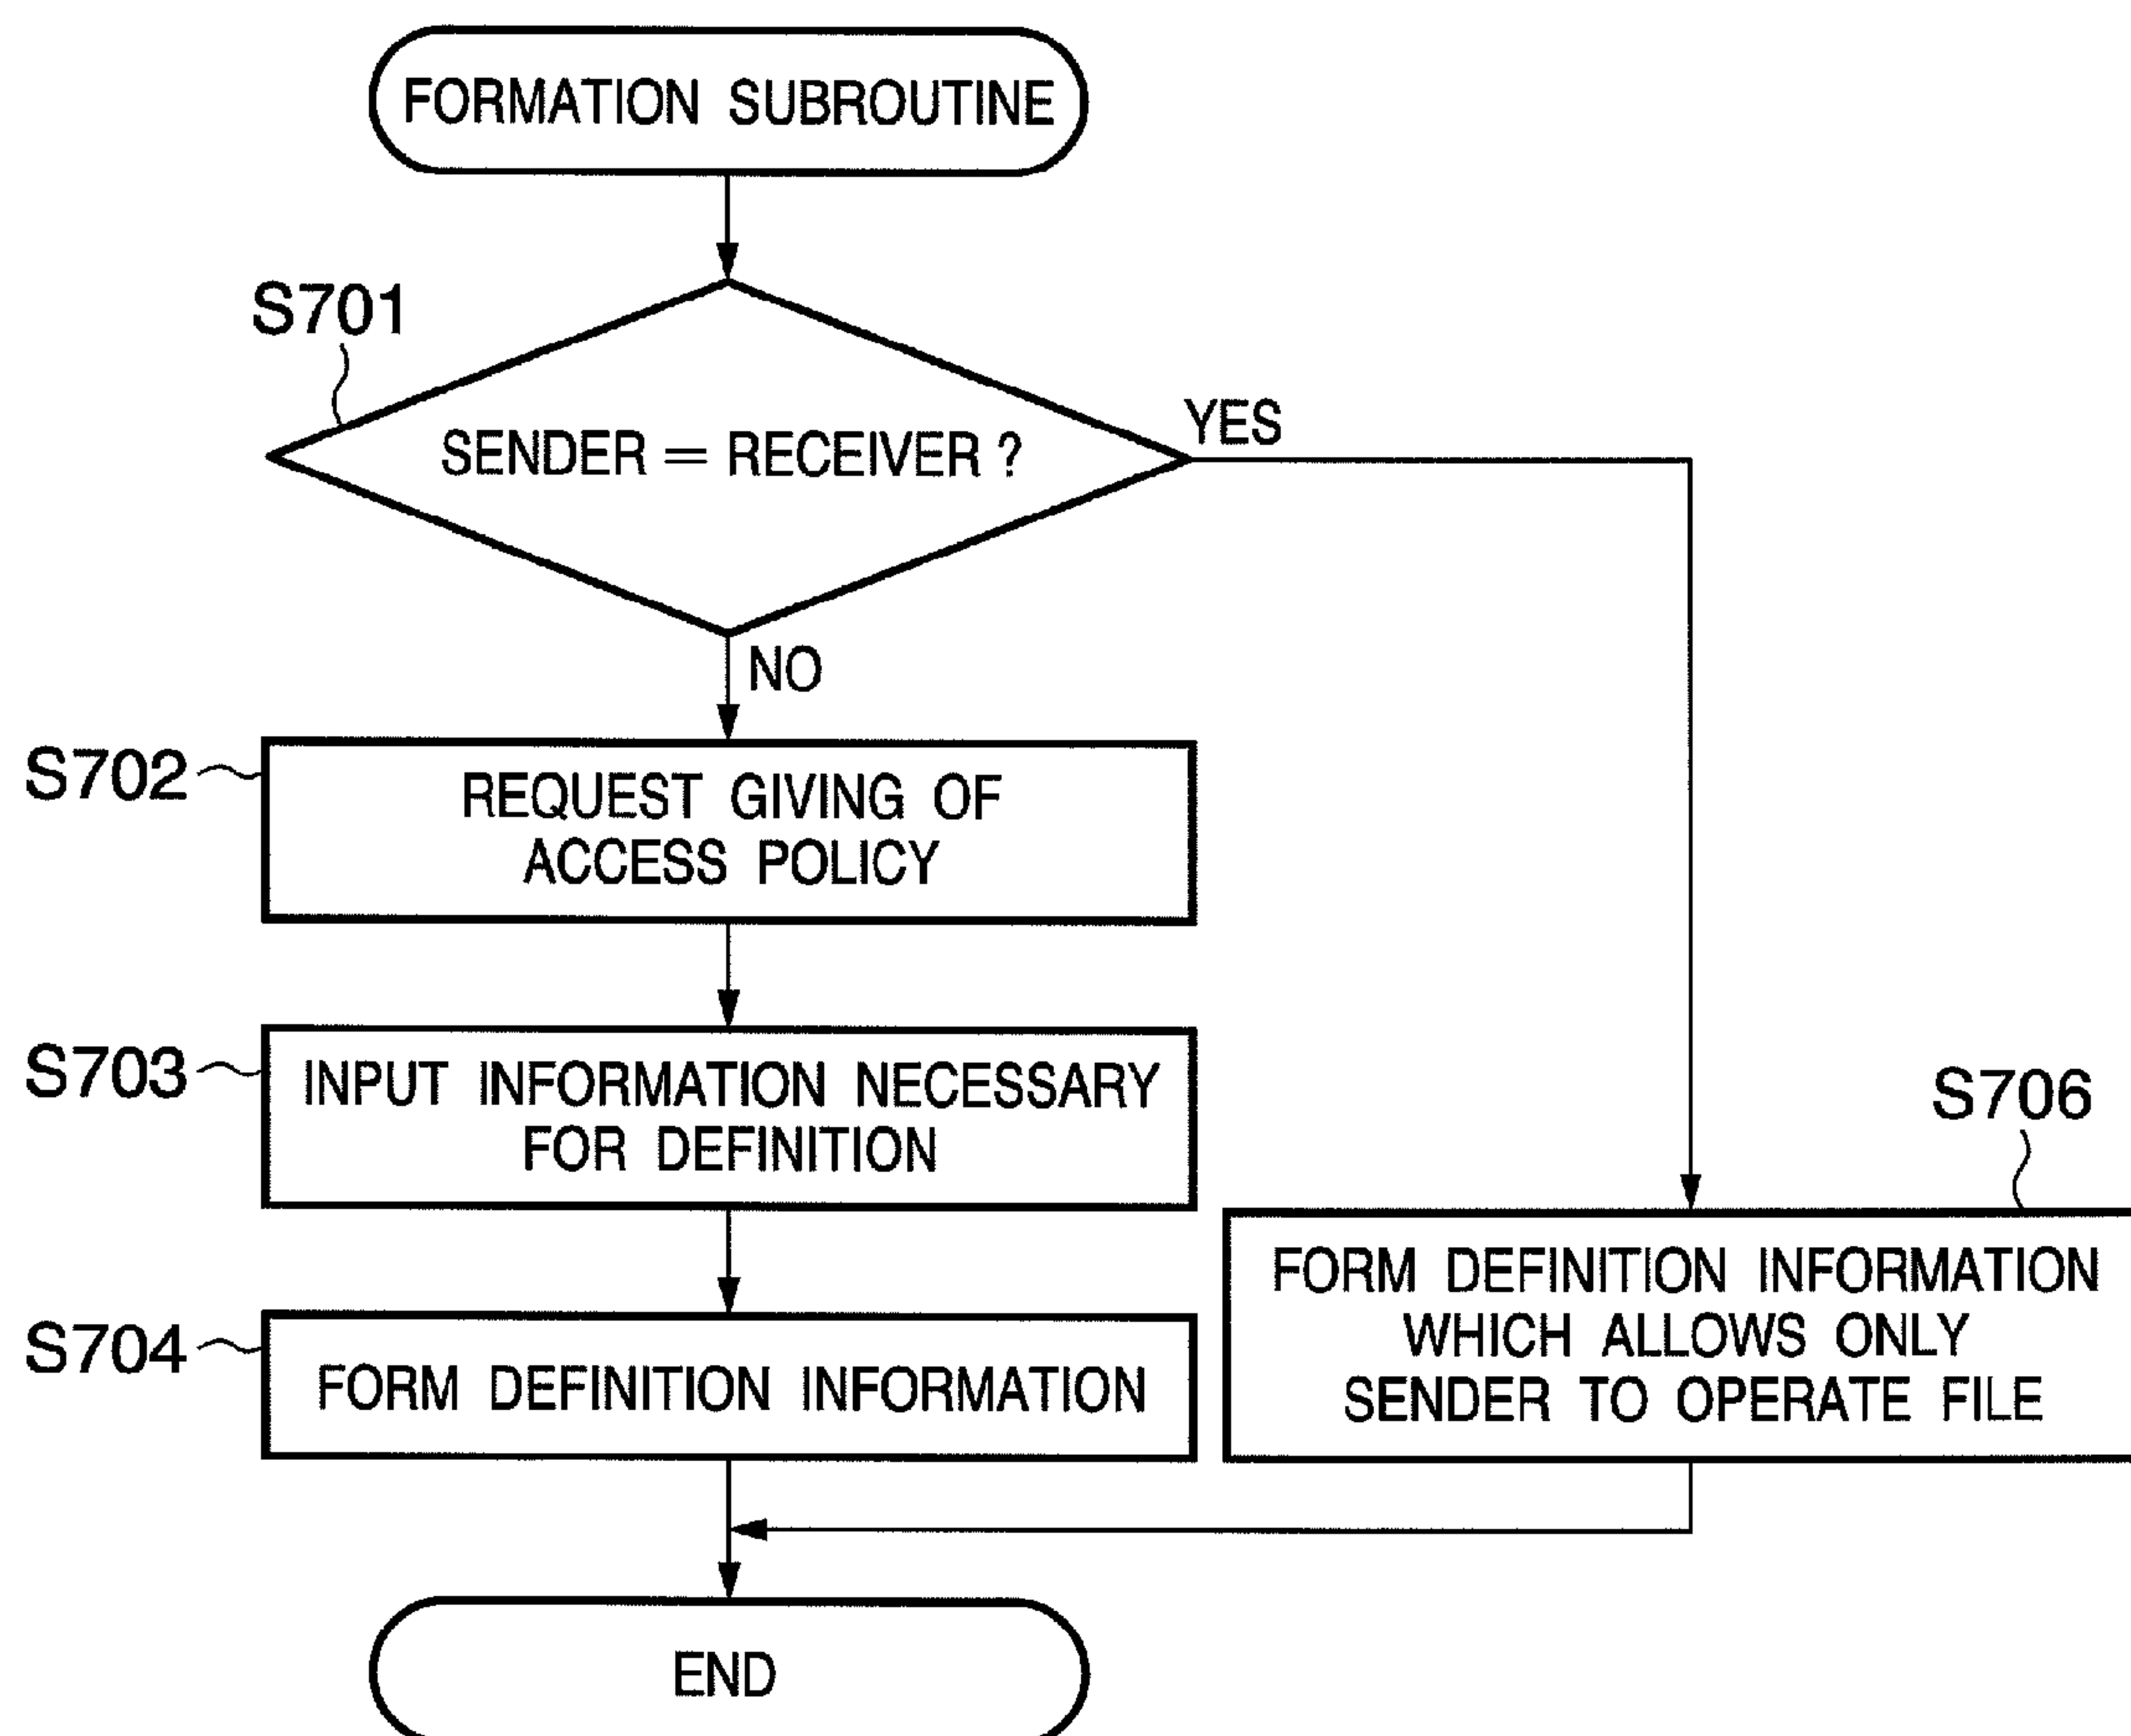 FORMATION SUBROUTINE
S701
SENDER = RECEIVER ?
YES
NO
S702
REQUEST GIVING OF
ACCESS POLICY
S703
INPUT INFORMATION NECESSARY
FOR DEFINITION
S704
FORM DEFINITION INFORMATION
S706
FORM DEFINITION INFORMATION
WHICH ALLOWS ONLY
SENDER TO OPERATE FILE
END